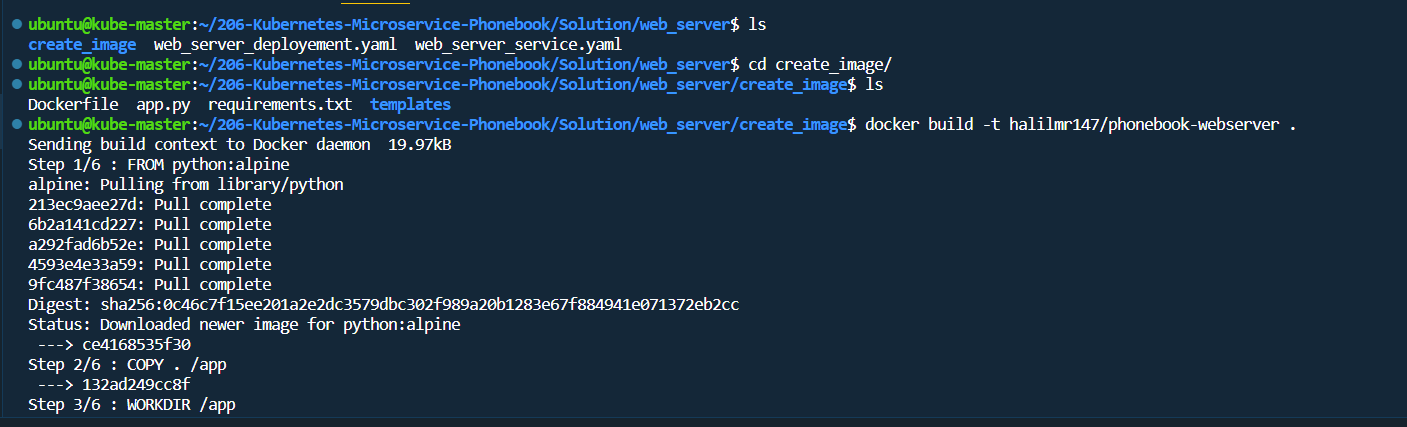 ubuntu@kube-master:~/206-Kubernetes-Microservice-Phonebook/Solution/web_server$ ls
create_image  web_server_deployement.yaml  web_server_service.yaml
ubuntu@kube-master:~/206-Kubernetes-Microservice-Phonebook/Solution/web_server$ cd create_image/
ubuntu@kube-master:~/206-Kubernetes-Microservice-Phonebook/Solution/web_server/create_image$ ls
Dockerfile  app.py  requirements.txt  templates
ubuntu@kube-master:~/206-Kubernetes-Microservice-Phonebook/Solution/web_server/create_image$ docker build -t halilmr147/phonebook-webserver .
Sending build context to Docker daemon  19.97kB
Step 1/6 : FROM python:alpine
alpine: Pulling from library/python
213ec9aee27d: Pull complete
6b2a141cd227: Pull complete
a292fad6b52e: Pull complete
4593e4e33a59: Pull complete
9fc487f38654: Pull complete
Digest: sha256:0c46c7f15ee201a2e2dc3579dbc302f989a20b1283e67f884941e071372eb2cc
Status: Downloaded newer image for python:alpine
 ---> ce4168535f30
Step 2/6 : COPY . /app
 ---> 132ad249cc8f
Step 3/6 : WORKDIR /app